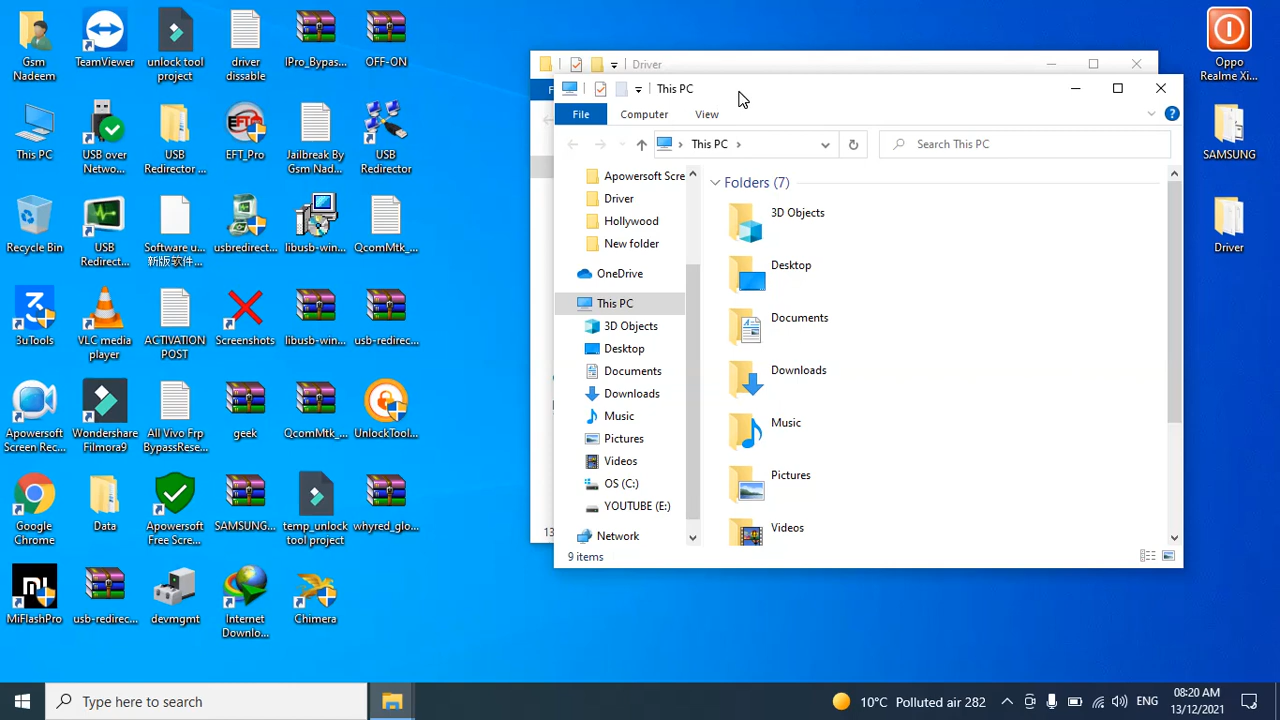 Gsm
Nadeem
TeamViewer
unlock tool
project
driver
dissable
IPro_Bypas...
OFF-ON
This PC
USB over
Netwo...
USB
Redirector ...
EFT_Pro
Jailbreak By
Gsm Nad...
USB
Redirector
Recycle Bin
USB
Redirect...
Software u...
新版软件...
usbredirect...
libusb-win...
QcomMtk_...
3uTools
VLC media
player
ACTIVATION
POST
Screenshots
libusb-win...
usb-redirec...
Apowersoft
Screen Rec...
Wondershare
Filmora9
All Vivo Frp
BypassRese...
geek
QcomMtk_...
UnlockTool...
Google
Chrome
Data
Apowersoft
Free Scree...
SAMSUNG...
temp_unlock
tool project
whyred_glo...
MiFlashPro
usb-redirec...
devmgmt
Internet
Downlo...
Chimera
Driver
F
13
This PC
File
Computer
View
This PC
Search This PC
Apowersoft Scre
Driver
Hollywood
New folder
OneDrive
This PC
3D Objects
Desktop
Documents
Downloads
Music
Pictures
Videos
OS (C:)
YOUTUBE (E:)
Network
Folders (7)
3D Objects
Desktop
Documents
Downloads
Music
Pictures
Videos
9 items
Oppo
Realme Xi...
SAMSUNG
Driver
Type here to search
10°C Polluted air 282
ENG
08:20 AM
13/12/2021